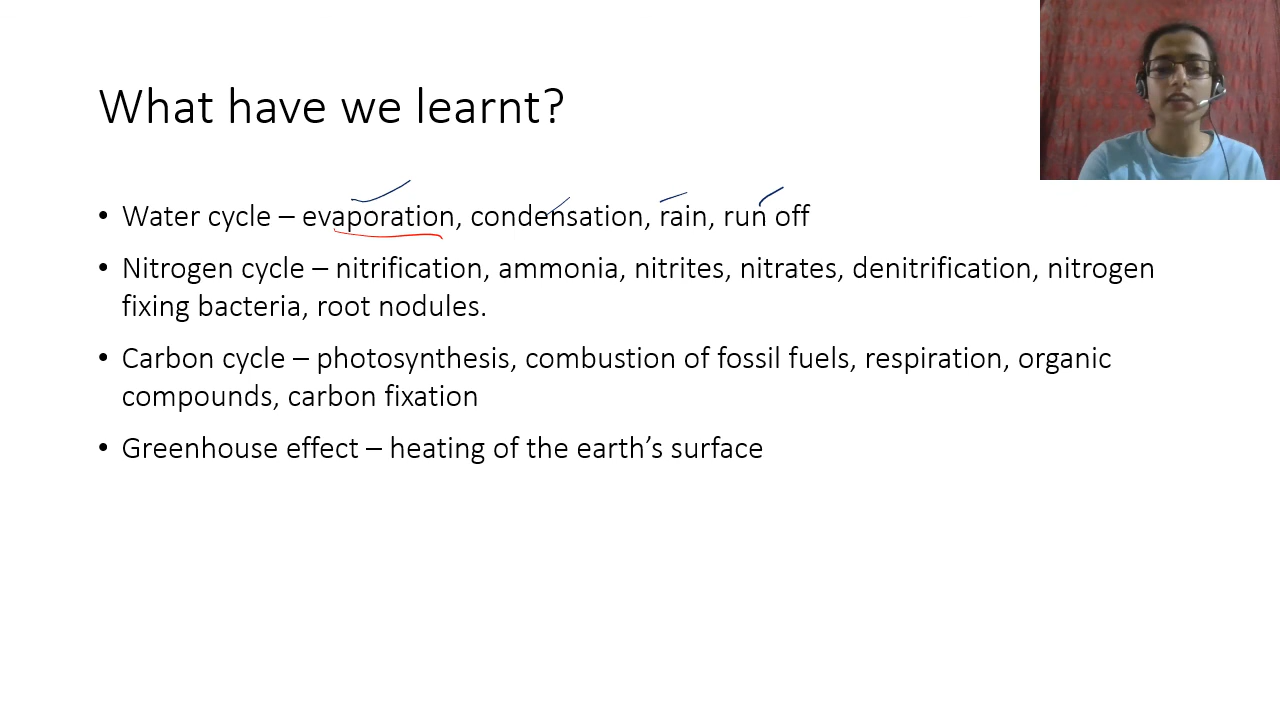 What have we learnt?
• Water cycle – evaporation, condensation, rain, run off
• Nitrogen cycle – nitrification, ammonia, nitrites, nitrates, denitrification, nitrogen
fixing bacteria, root nodules.
• Carbon cycle – photosynthesis, combustion of fossil fuels, respiration, organic
compounds, carbon fixation
• Greenhouse effect – heating of the earth’s surface